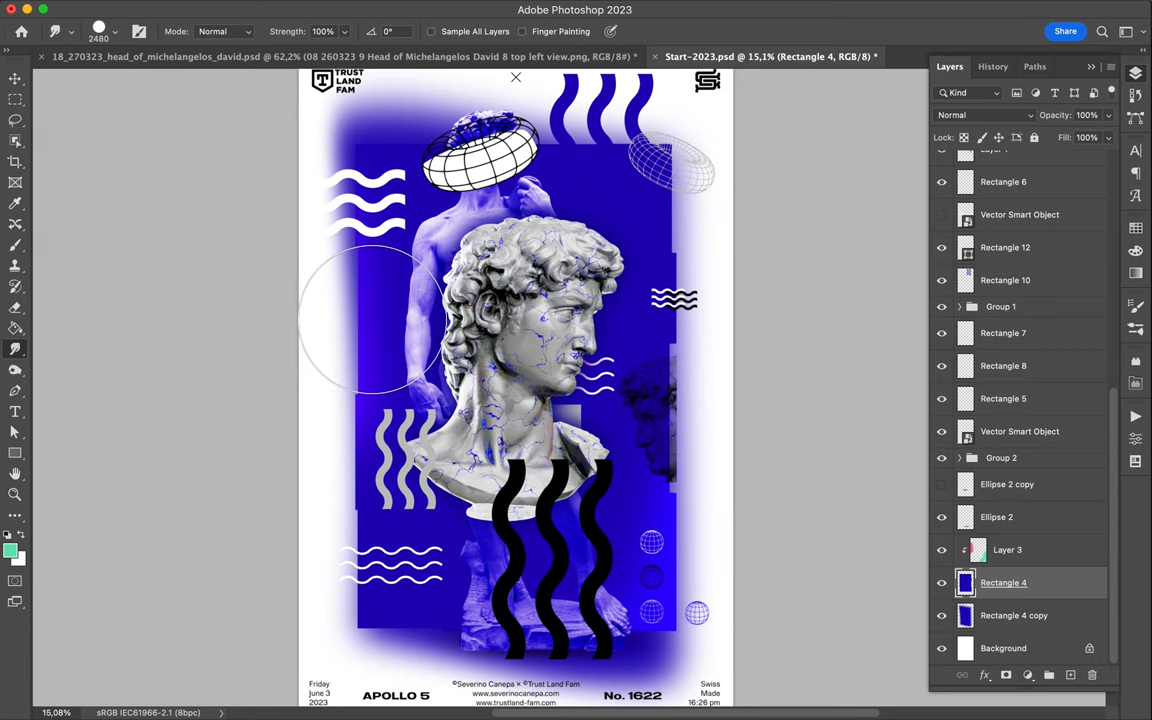 Adobe Photoshop 2023
2480
Mode:
Normal
Strength:
100%
0°
Sample All Layers
Finger Painting
Share
18_270323_head_of_michelangelos_david.psd @ 62,2% (08 260323 9 Head of Michelangelos David 8 top left view.png, RGB/8#) *
Start-2023.psd @ 15,1% (Rectangle 4, RGB/8) *
Layers
History
Paths
Kind
Normal
Opacity:
100%
Lock:
Fill:
100%
Rectangle 6
Vector Smart Object
Rectangle 12
Rectangle 10
Group 1
Rectangle 7
Rectangle 8
Rectangle 5
Vector Smart Object
Group 2
Ellipse 2 copy
Ellipse 2
Layer 3
Rectangle 4
Rectangle 4 copy
Background
TRUST
LAND
FAM
Friday
June 3
2023
APOLLO 5
©Severino Canepa × ©Trust Land Fam
www.severinocanepa.com
www.trustland-fam.com
No. 1622
Swiss
Made
16:26 pm
15,08%
sRGB IEC61966-2.1 (8bpc)